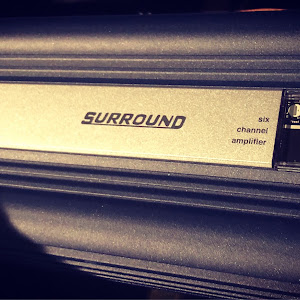 SURROUND
six
channel
amplifier